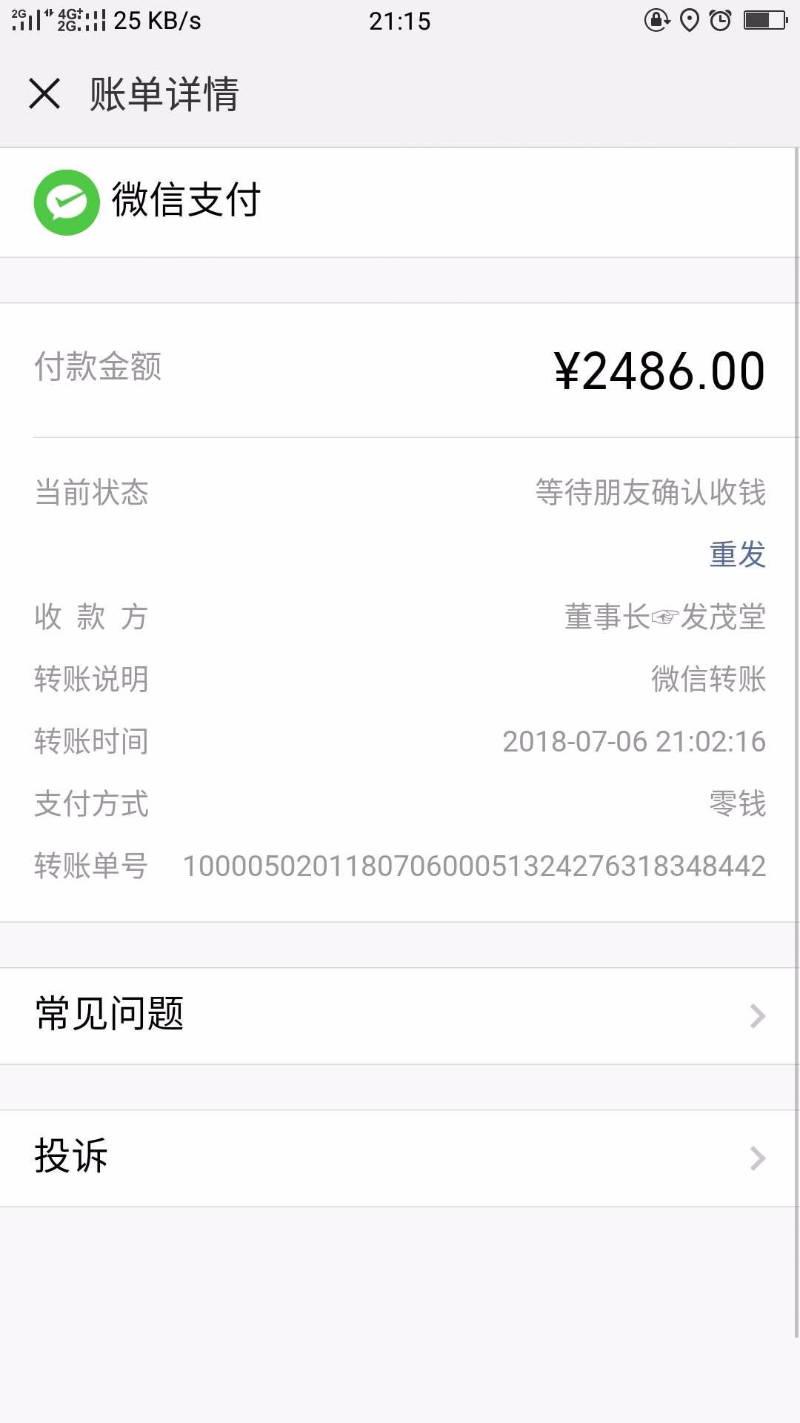 2G 4G+ 2G 25 KB/s 21:15
账单详情
微信支付
付款金额 ¥2486.00
当前状态 等待朋友确认收钱
重发
收款方 董事长☞发茂堂
转账说明 微信转账
转账时间 2018-07-06 21:02:16
支付方式 零钱
转账单号 1000050201180706000513242763183484​42
常见问题
投诉